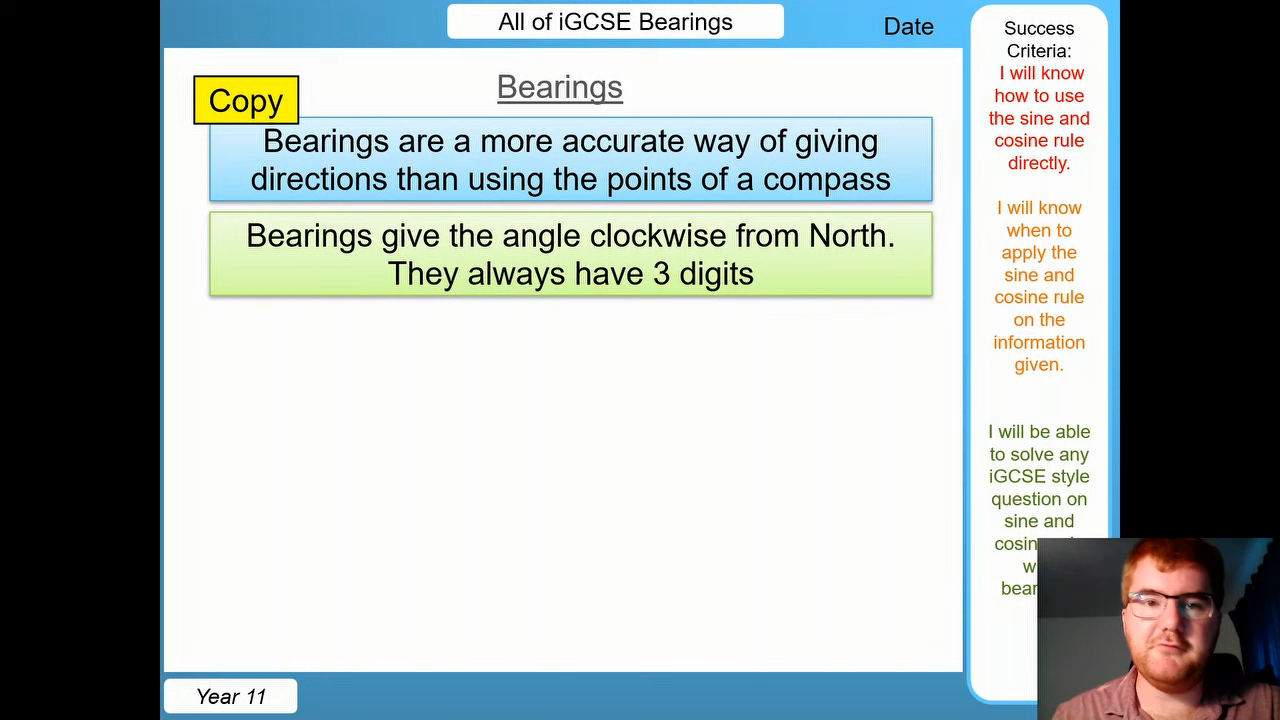 All of iGCSE Bearings
Date
Bearings
Copy
Bearings are a more accurate way of giving
directions than using the points of a compass
Bearings give the angle clockwise from North.
They always have 3 digits
Success
Criteria:
I will know
how to use
the sine and
cosine rule
directly.
I will know
when to
apply the
sine and
cosine rule
on the
information
given.
I will be able
to solve any
iGCSE style
question on
sine and
Year 11